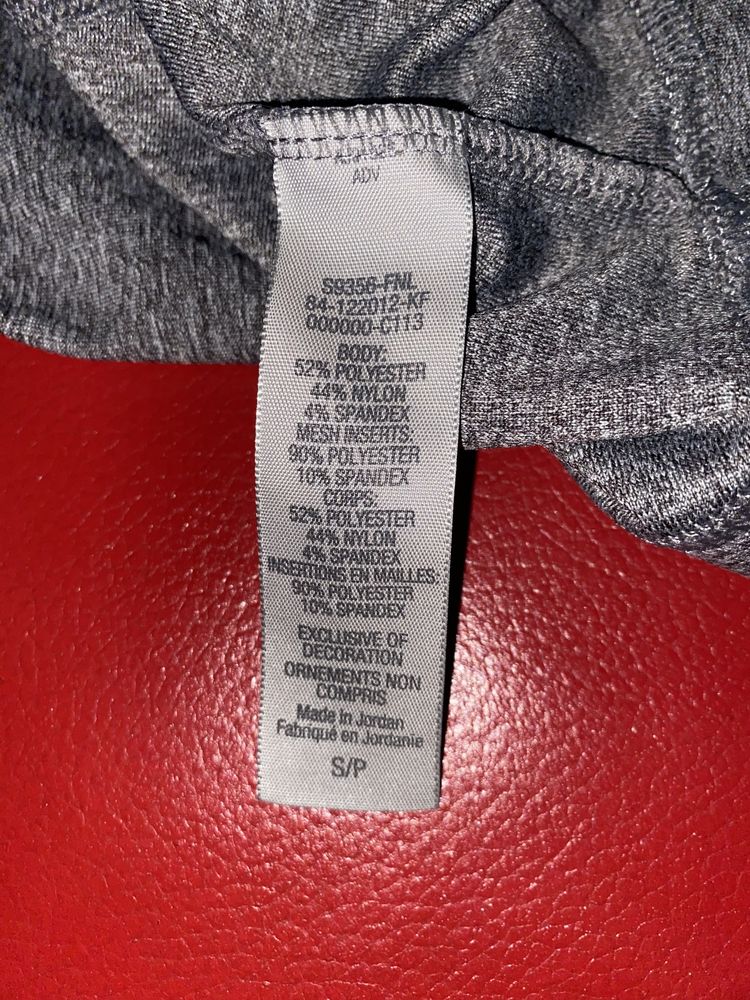 ADV
S9356-FNL
84-122012-KF
000000-CT13
BODY:
52% POLYESTER
44% NYLON
4% SPANDEX
MESH INSERTS:
90% POLYESTER
10% SPANDEX
CORPS:
52% POLYESTER
44% NYLON
4% SPANDEX
INSERTIONS EN MAILLES:
90% POLYESTER
10% SPANDEX
EXCLUSIVE OF
DECORATION
ORNEMENTS NON
COMPRIS
Made in Jordan
Fabriqué en Jordanie
S/P